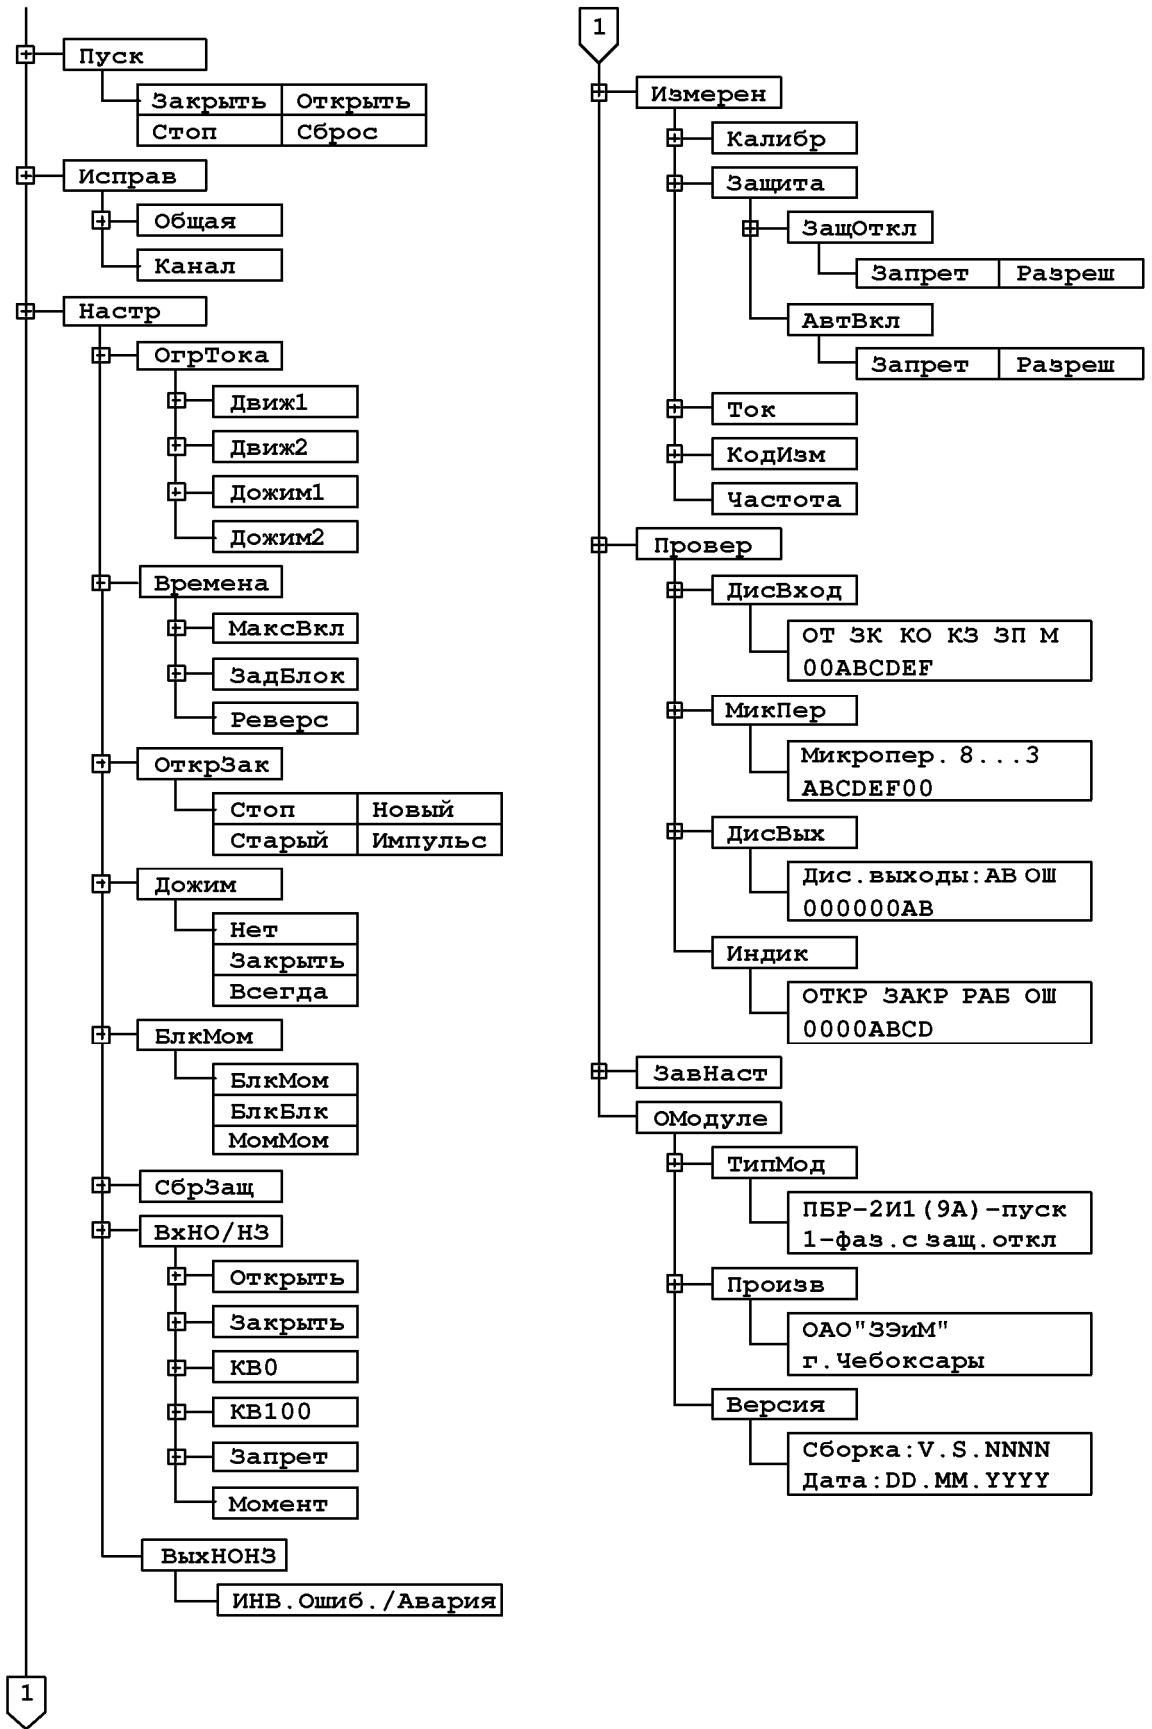 Пуск
Закрыть Открыть
Стоп Сброс
Исправ
Общая
Канал
Настр
ОгрТока
Движ1
Движ2
Дожим1
Дожим2
Времена
МаксВкл
ЗадБлок
Реверс
ОткрЗак
Стоп Новый
Старый Импульс
Дожим
Нет
Закрыть
Всегда
БлкМом
БлкМом
БлкБлк
МомМом
СбрЗащ
ВхНО/НЗ
Открыть
Закрыть
КВ0
КВ100
Запрет
Момент
ВыхНОНЗ
ИНВ.Ошиб./Авария
1
1
Измерен
Калибр
Защита
ЗащОткл
Запрет Разреш
АвтВкл
Запрет Разреш
Ток
КодИзм
Частота
Провер
ДисВход
ОТ ЗК КО КЗ ЗП М
00ABCDEF
МикПер
Микропер. 8...3
ABCDEF00
ДисВых
Дис.выходы:АВ ОШ
000000AB
Индик
ОТКР ЗАКР РАБ ОШ
0000ABCD
ЗавНаст
ОМодуле
ТипМод
ПБР-2И1(9А)-пуск
1-фаз.с защ.откл
Произв
ОАО"ЗЭиМ"
г.Чебоксары
Версия
Сборка:V.S.NNNN
Дата:DD.MM.YYYY